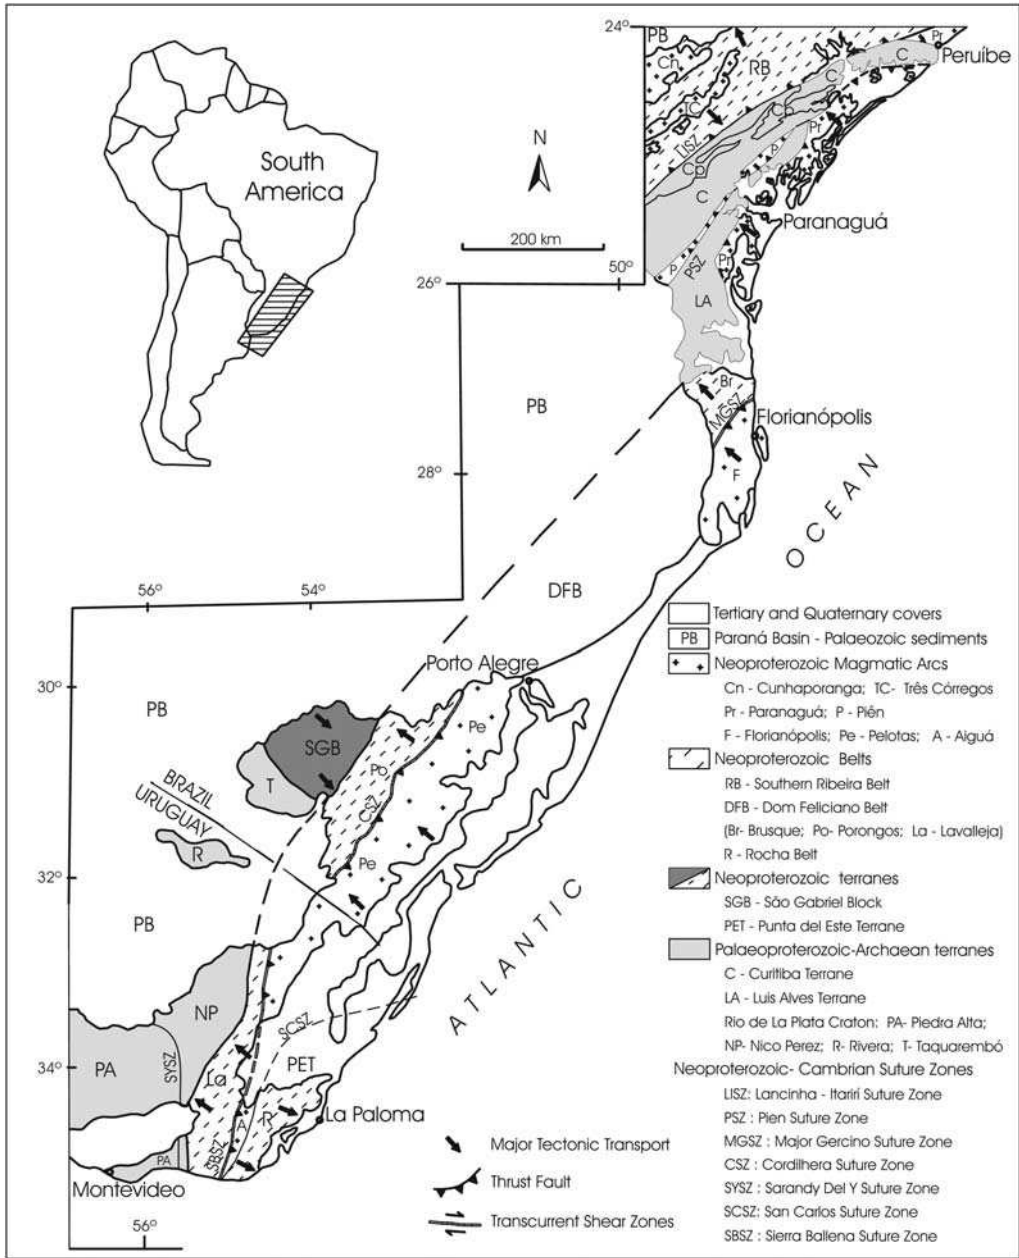 24°
PB
Pr
Peruíbe
Cn
RB
C
C
TC
Cp
Pr
LISZ
P
Cp
C
Paranaguá
South
America
N
200 km
50°
26°
P
PSZ
Pr
LA
PB
Br
MGSZ
Florianópolis
28°
F
OCEAN
56°
54°
DFB
Tertiary and Quaternary covers
PB Paraná Basin - Palaeozoic sediments
Neoproterozoic Magmatic Arcs
Cn - Cunhaporanga; TC- Três Córregos
Pr - Paranaguá; P - Piên
F - Florianópolis; Pe - Pelotas; A - Aiguá
Neoproterozoic Belts
RB - Southern Ribeira Belt
DFB - Dom Feliciano Belt
(Br- Brusque; Po- Porongos; La - Lavalleja)
R - Rocha Belt
Neoproterozoic terranes
SGB - São Gabriel Block
PET - Punta del Este Terrane
Palaeoproterozoic-Archaean terranes
C - Curitiba Terrane
LA - Luis Alves Terrane
Rio de La Plata Craton: PA- Piedra Alta;
NP- Nico Perez; R- Rivera; T- Taquarembó
Neoproterozoic- Cambrian Suture Zones
LISZ: Lancinha - Itarirí Suture Zone
PSZ : Pien Suture Zone
MGSZ : Major Gercino Suture Zone
CSZ : Cordilhera Suture Zone
SYSZ : Sarandy Del Y Suture Zone
SCSZ: San Carlos Suture Zone
SBSZ : Sierra Ballena Suture Zone
Porto Alegre
30°
PB
SGB
Pe
Po
T
CSZ
BRAZIL
URUGUAY
R
Pe
32°
PB
ATLANTIC
NP
SCSZ
SYSZ
PA
34°
La
PET
A
R
La Paloma
SBSZ
PA
Montevideo
56°
Major Tectonic Transport
Thrust Fault
Transcurrent Shear Zones